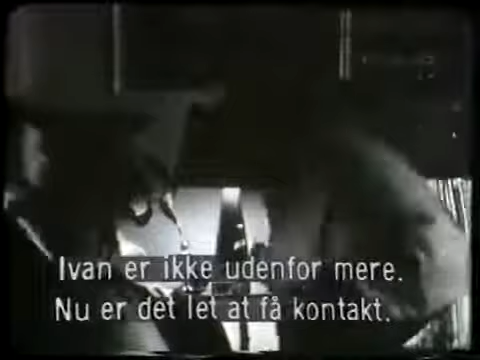 Ivan er ikke udenfor mere.
Nu er det let at få kontakt.